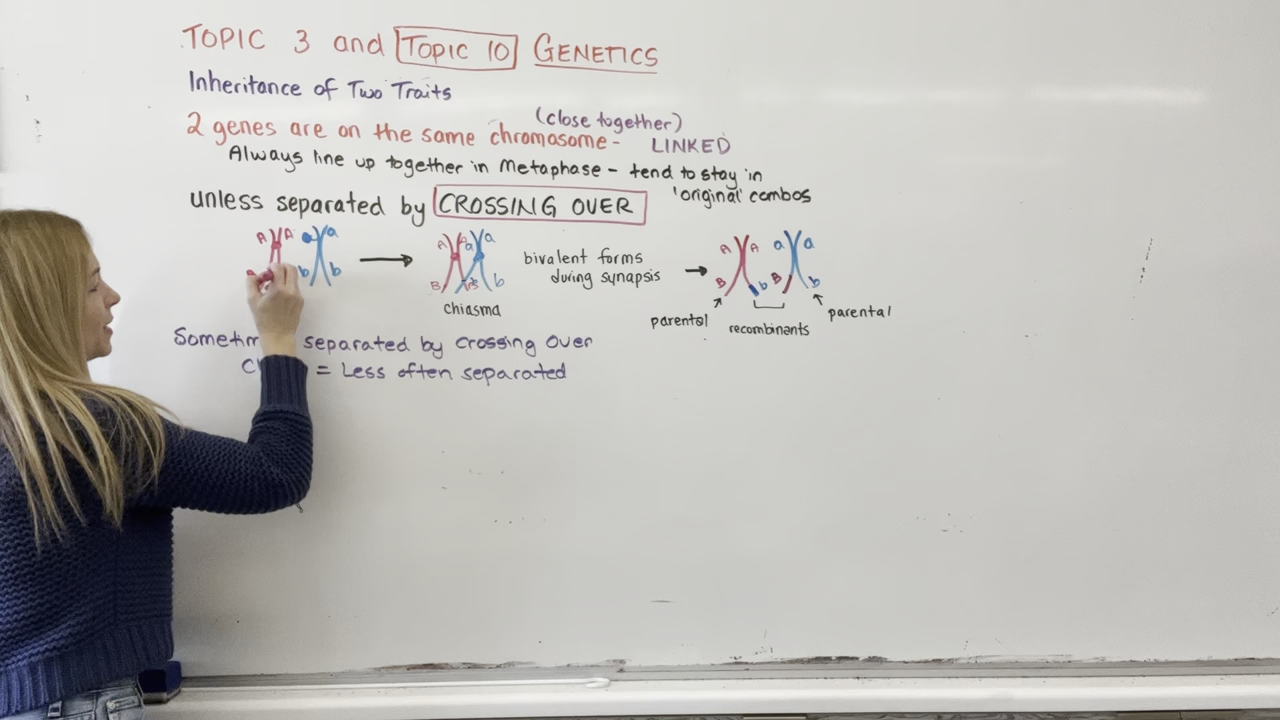 TOPIC 3 and TOPIC 10 GENETICS
Inheritance of Two Traits
(close together)
2 genes are on the same chromosome - LINKED
Always line up together in Metaphase - tend to stay in
'original' combos
unless separated by CROSSING OVER
A A a A a a A A a a
bivalent forms
during synapsis
b b B B b B b B b
chiasma
parental recombinants parental
separated by crossing over
= Less often separated